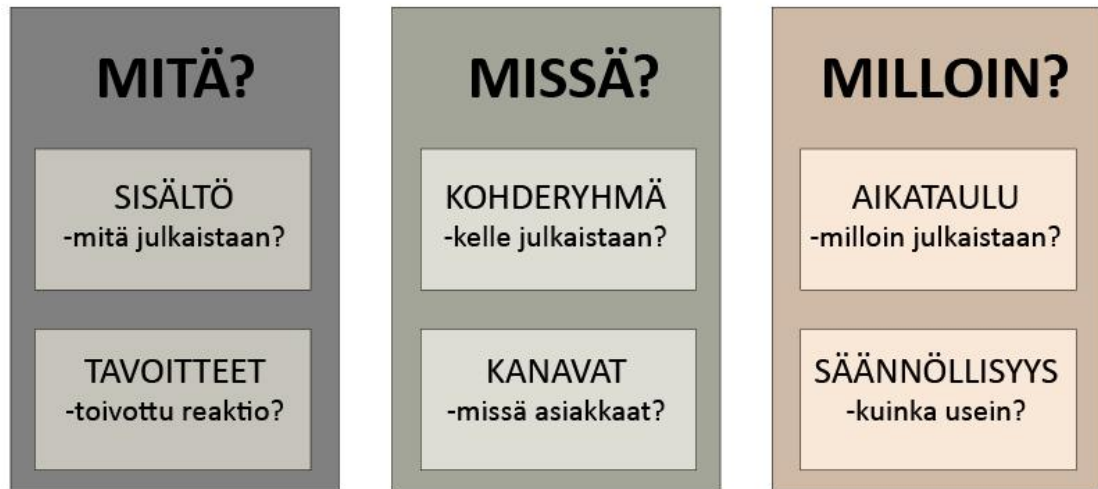 MITÄ?
SISÄLTÖ
-mitä julkaistaan?
TAVOITTEET
-toivottu reaktio?
MISSÄ?
KOHDERYHMÄ
-kelle julkaistaan?
KANAVAT
-missä asiakkaat?
MILLOIN?
AIKATAULU
-milloin julkaistaan?
SÄÄNNÖLLISYYS
-kuinka usein?